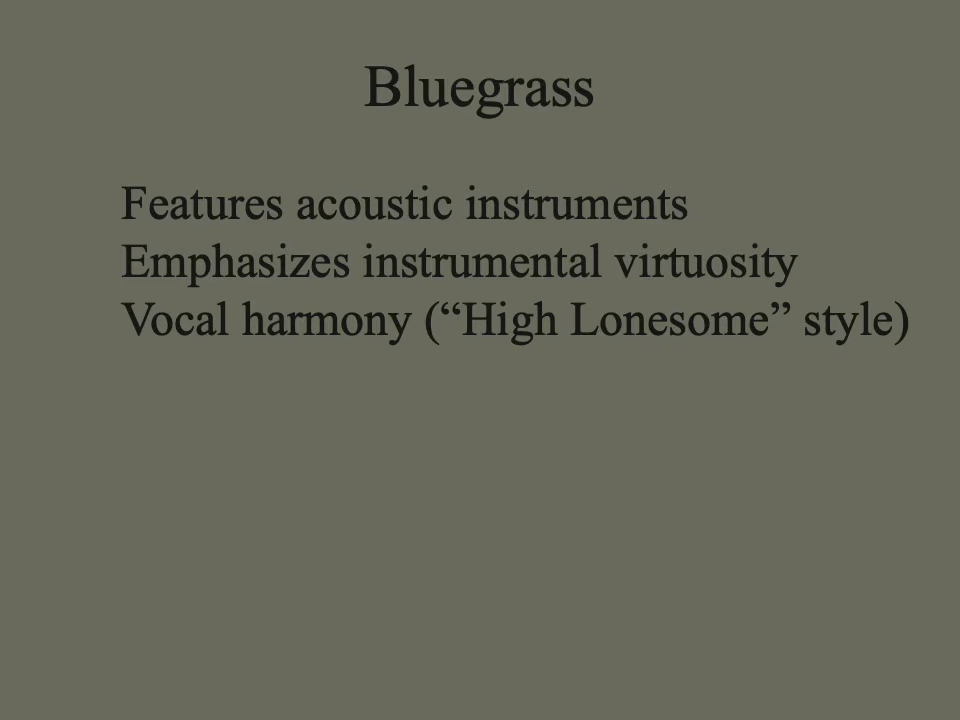 Bluegrass
Features acoustic instruments
Emphasizes instrumental virtuosity
Vocal harmony (“High Lonesome” style)